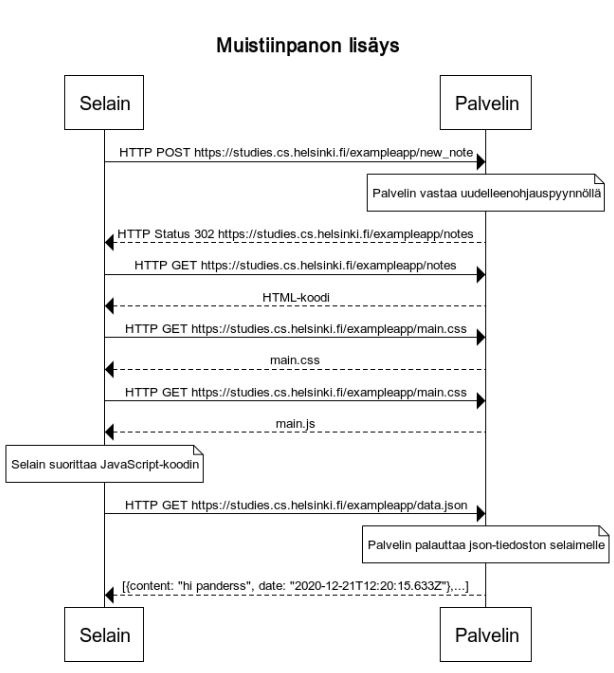 Muistiinpanon lisäys
Selain
Palvelin
HTTP POST https://studies.cs.helsinki.fi/exampleapp/new_note
Palvelin vastaa uudelleenohjauspyynnöllä
HTTP Status 302 https://studies.cs.helsinki.fi/exampleapp/notes
HTTP GET https://studies.cs.helsinki.fi/exampleapp/notes
HTML-koodi
HTTP GET https://studies.cs.helsinki.fi/exampleapp/main.css
main.css
HTTP GET https://studies.cs.helsinki.fi/exampleapp/main.css
main.js
Selain suorittaa JavaScript-koodin
HTTP GET https://studies.cs.helsinki.fi/exampleapp/data.json
Palvelin palauttaa json-tiedoston selaimelle
[{content: "hi panderss", date: "2020-12-21T12:20:15.633Z"},...]
Selain
Palvelin